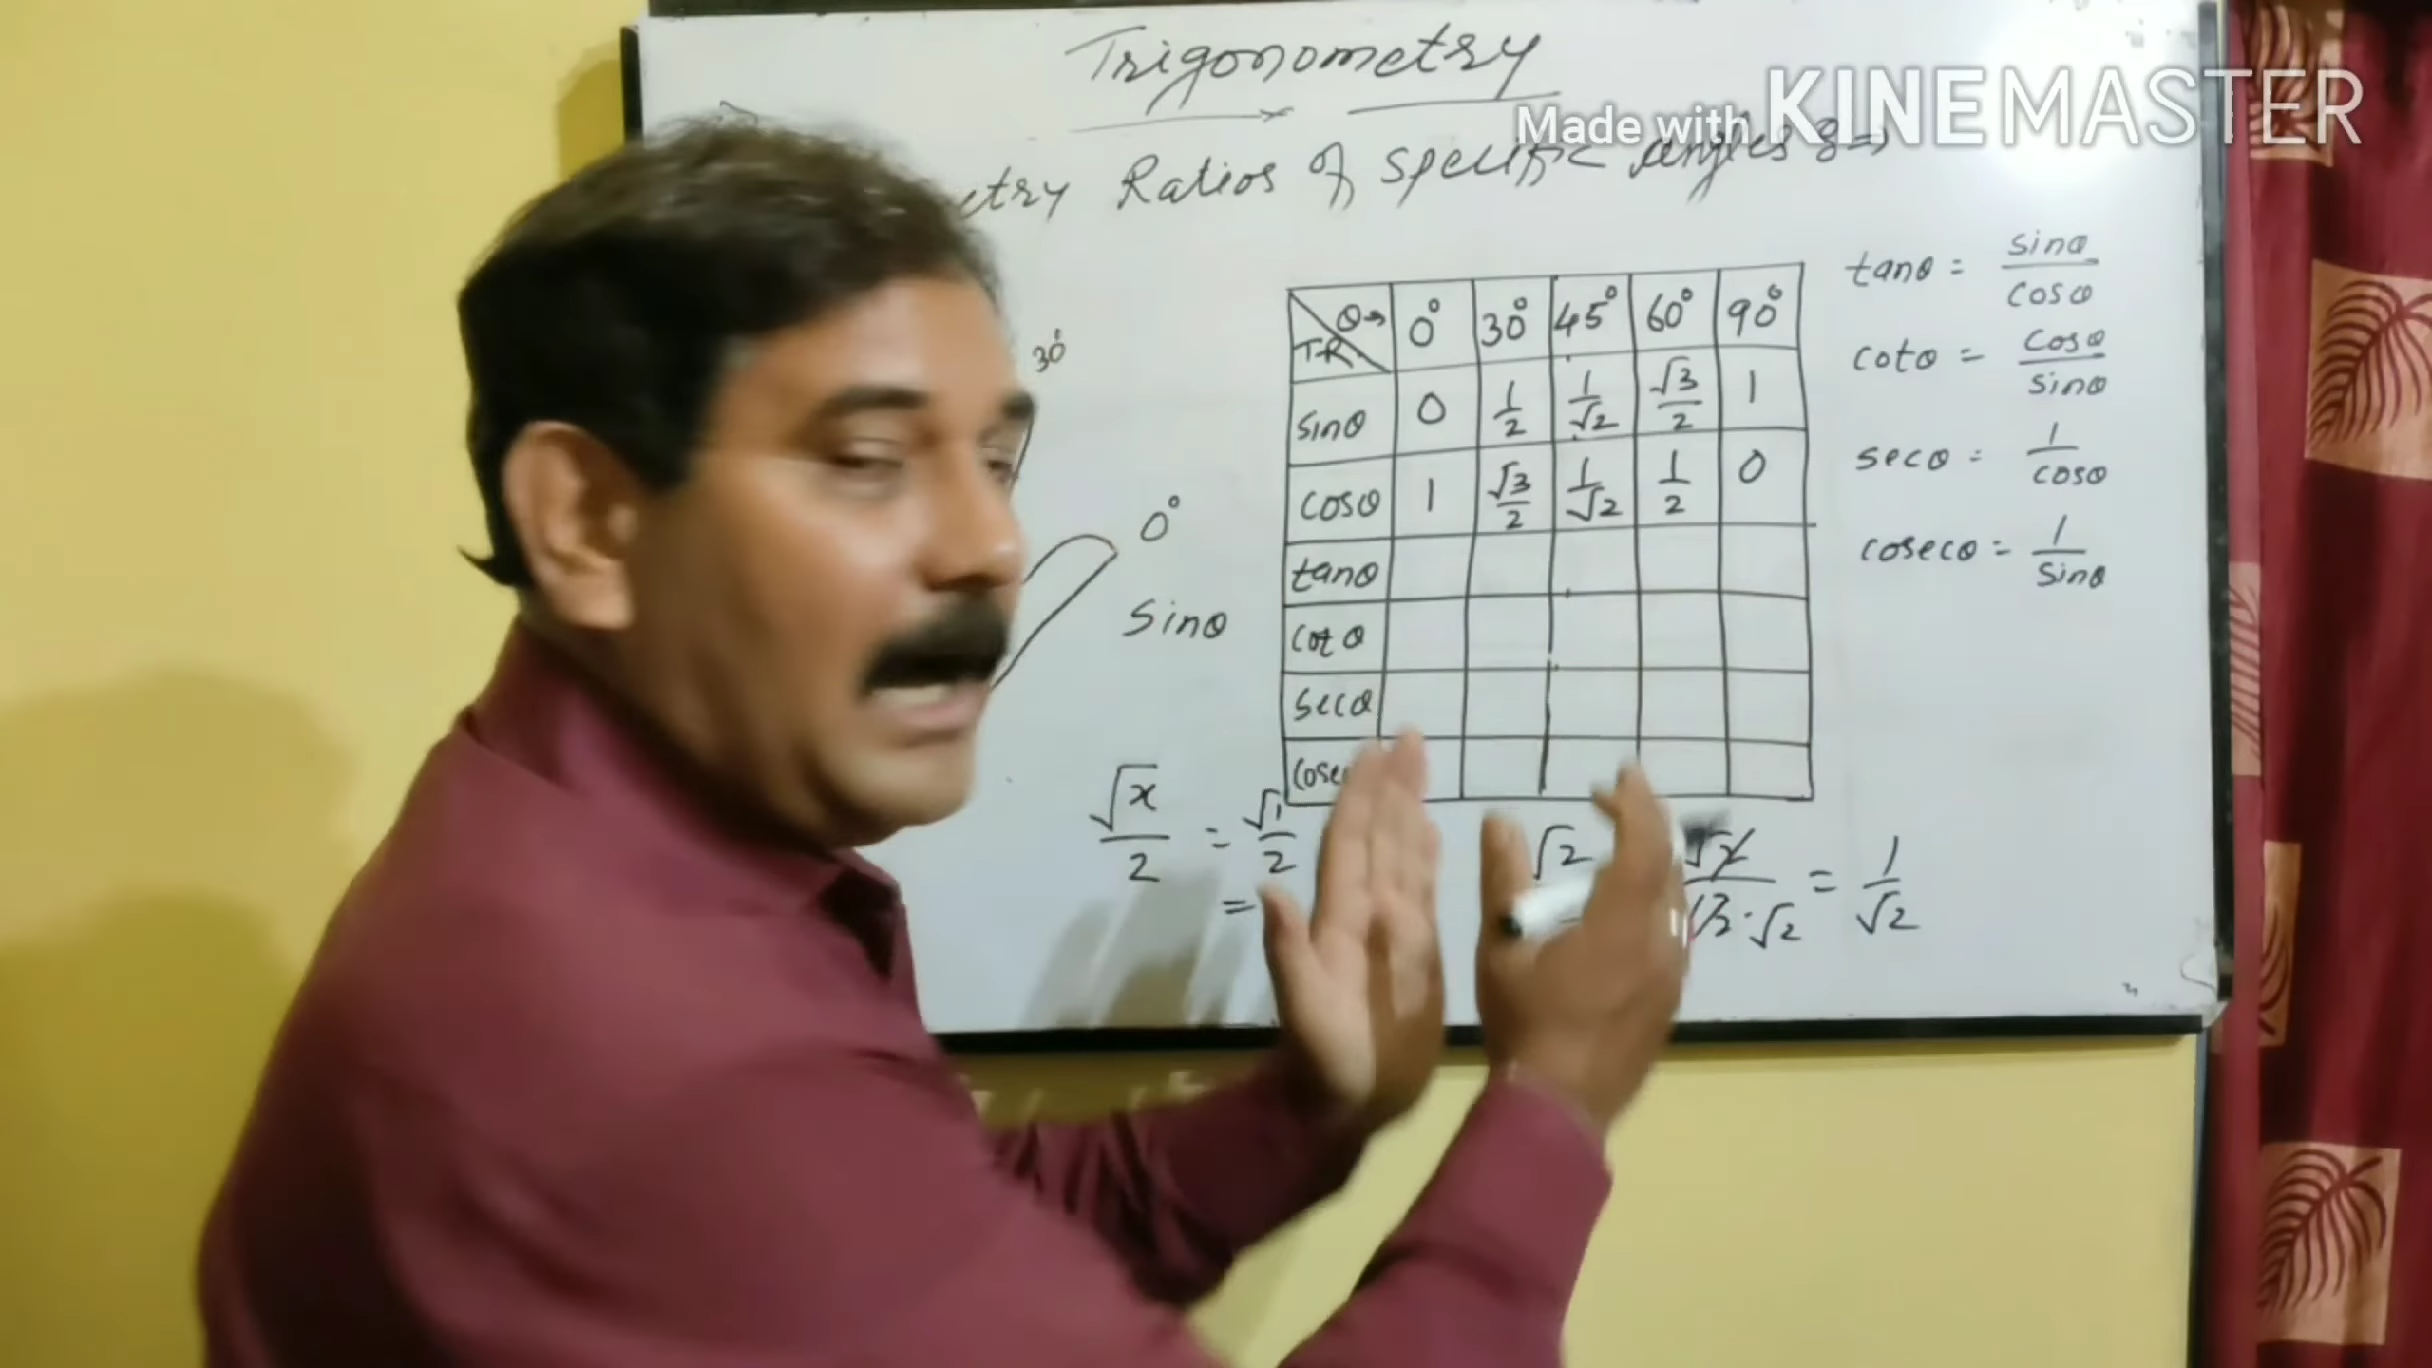 Trigonometry
Made with KINEMASTER
Ratios of specific angles
θ→ 0° 30° 45° 60° 90°
T-R.
sinθ 0 1/2 1/√2 √3/2 1
cosθ 1 √3/2 1/√2 1/2 0
tanθ
cotθ
secθ
tanθ = sinθ/cosθ
cotθ = cosθ/sinθ
secθ = 1/cosθ
cosecθ = 1/sinθ
30°
0°
sinθ
√x/2 = √1/2
=
√2
= 1/√2